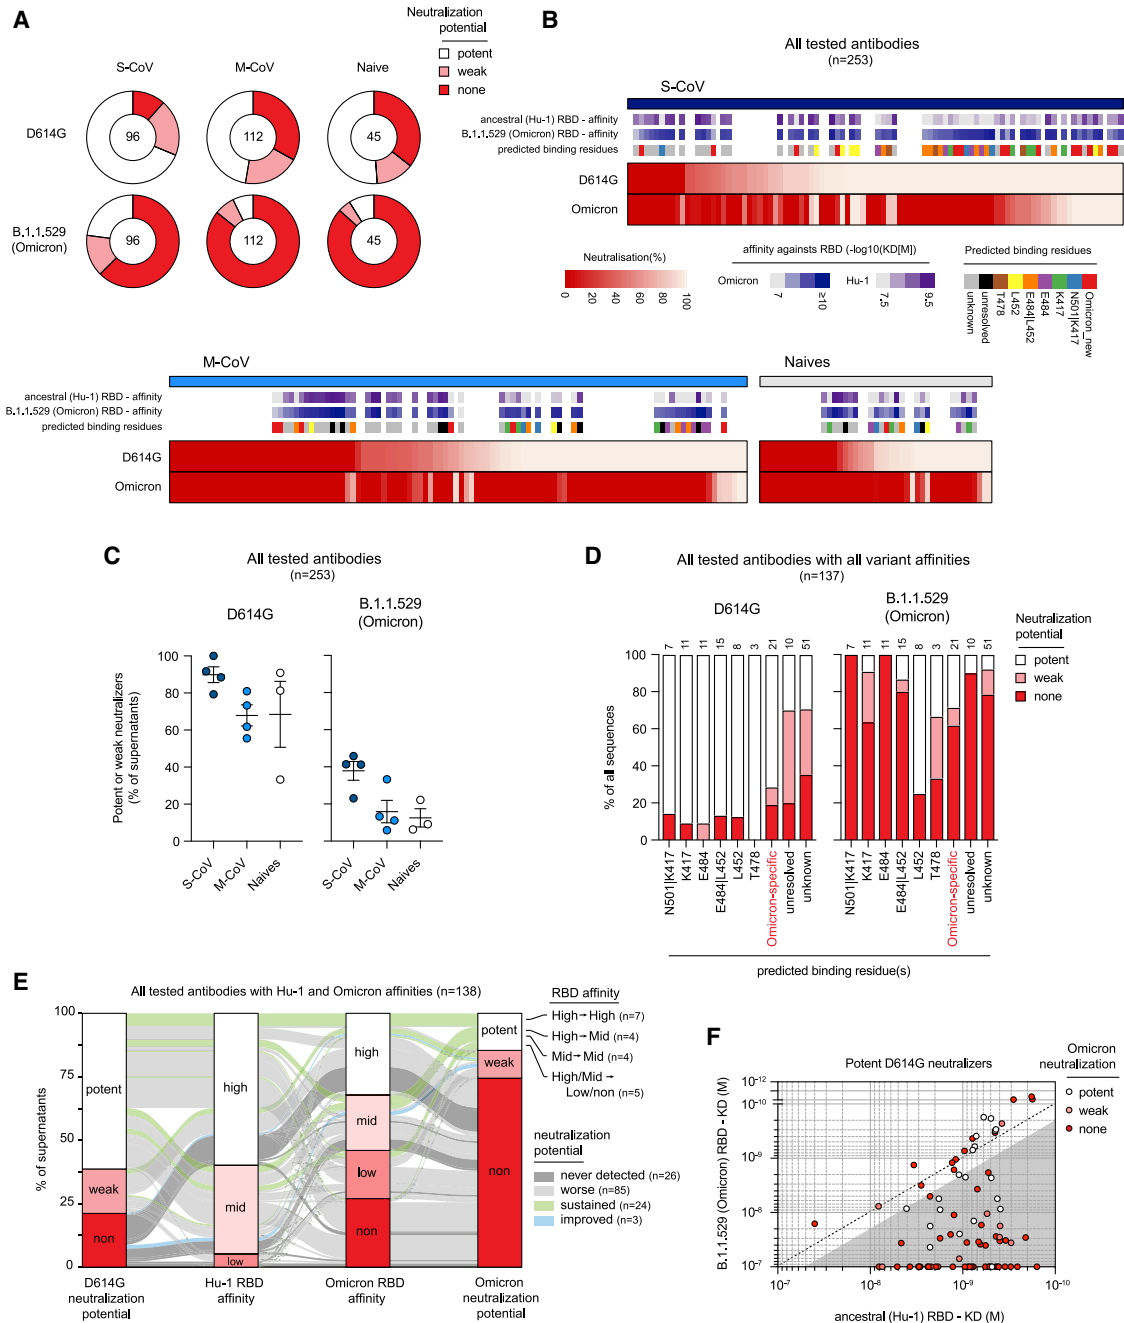 A
Neutralization
potential
potent
weak
none
S-CoV
M-CoV
Naive
D614G
96
112
45
B.1.1.529
(Omicron)
96
112
45
B
All tested antibodies
(n=253)
S-CoV
ancestral (Hu-1) RBD - affinity
B.1.1.529 (Omicron) RBD - affinity
predicted binding residues
D614G
Omicron
Neutralisation(%)
0
20
40
60
80
100
affinity againsts RBD (-log10(KD[M])
Omicron
7
≥10
Hu-1
7.5
9.5
Predicted binding residues
unknown
unresolved
T478
L452
E484|L452
E484
K417
N501|K417
Omicron_new
M-CoV
Naives
ancestral (Hu-1) RBD - affinity
B.1.1.529 (Omicron) RBD - affinity
predicted binding residues
D614G
Omicron
C
All tested antibodies
(n=253)
D614G
B.1.1.529
(Omicron)
Potent or weak neutralizers
(% of supernatants)
100
80
60
40
20
0
S-CoV
M-CoV
Naives
S-CoV
M-CoV
Naives
D
All tested antibodies with all variant affinities
(n=137)
D614G
B.1.1.529
(Omicron)
Neutralization
potential
potent
weak
none
7
11
11
15
8
3
21
10
51
7
11
11
15
8
3
21
10
51
% of all sequences
100
80
60
40
20
0
N501|K417
K417
E484
E484|L452
L452
T478
Omicron-specific
unresolved
unknown
N501|K417
K417
E484
E484|L452
L452
T478
Omicron-specific
unresolved
unknown
predicted binding residue(s)
E
All tested antibodies with Hu-1 and Omicron affinities (n=138)
% of supernatants
100
75
50
25
0
potent
weak
non
high
mid
low
high
mid
low
non
potent
weak
non
D614G
neutralization
potential
Hu-1 RBD
affinity
Omicron RBD
affinity
Omicron
neutralization
potential
RBD affinity
High→High (n=7)
High→Mid (n=4)
Mid→Mid (n=4)
High/Mid →
Low/non (n=5)
neutralization
potential
never detected (n=26)
worse (n=85)
sustained (n=24)
improved (n=3)
F
Potent D614G neutralizers
Omicron
neutralization
potent
weak
none
B.1.1.529 (Omicron) RBD - KD (M)
10-12
10-10
10-9
10-8
10-7
10-7
10-8
10-9
10-10
ancestral (Hu-1) RBD - KD (M)